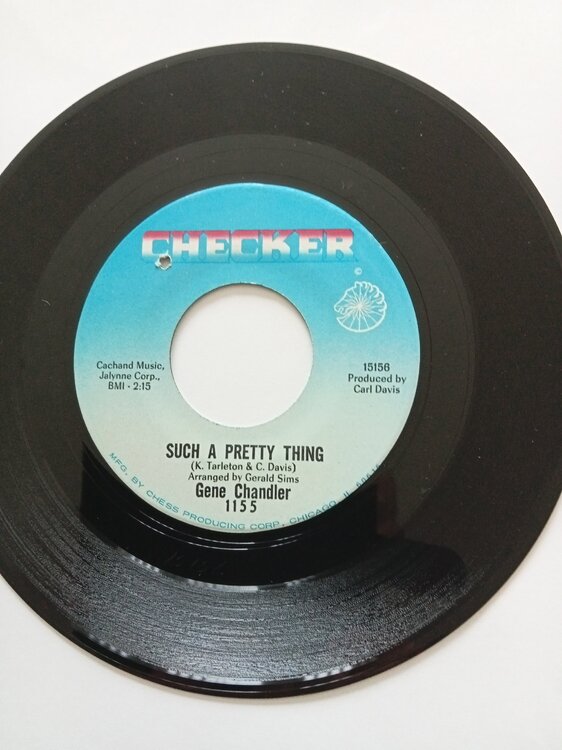 CHECKER
©
Cachand Music,
Jalynne Corp.,
BMI • 2:15
15156
Produced by
Carl Davis
SUCH A PRETTY THING
(K. Tarleton & C. Davis)
Arranged by Gerald Sims
Gene Chandler
1155
MFG. BY CHESS PRODUCING CORP., CHICAGO, IL